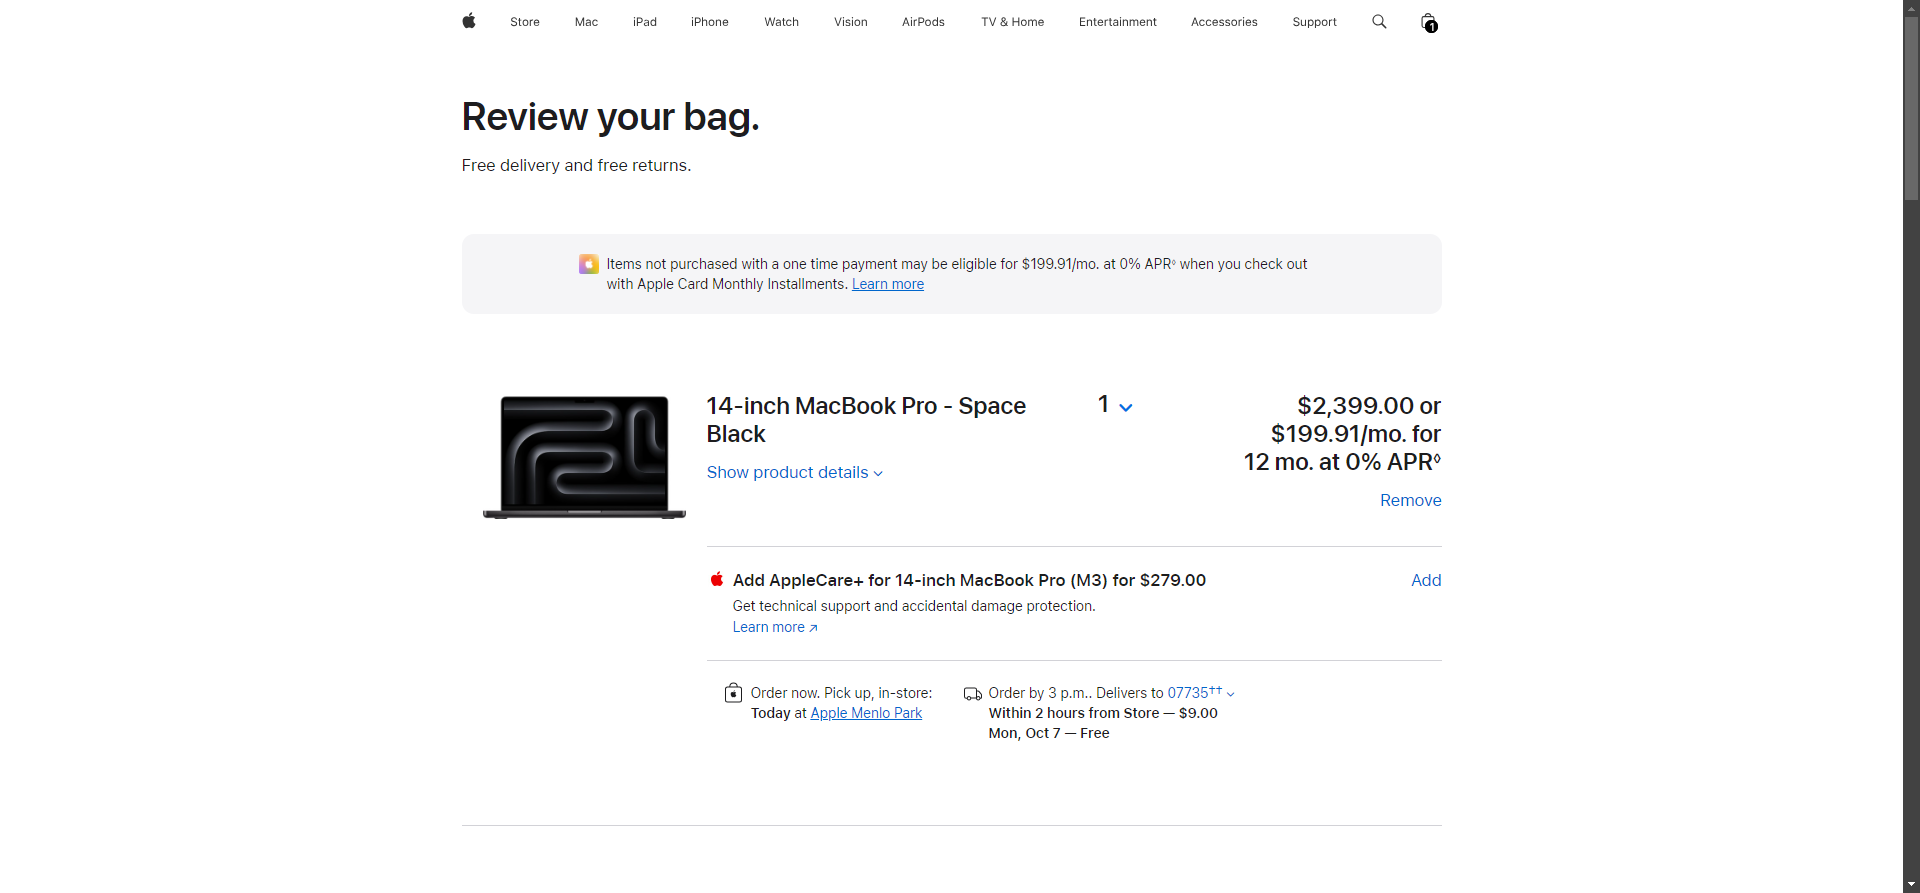 Store Mac iPad iPhone Watch Vision AirPods TV & Home Entertainment Accessories Support 1
Review your bag.
Free delivery and free returns.
Items not purchased with a one time payment may be eligible for $199.91/mo. at 0% APR◊ when you check out
with Apple Card Monthly Installments. Learn more
14-inch MacBook Pro - Space
Black
Show product details
1
$2,399.00 or
$199.91/mo. for
12 mo. at 0% APR◊
Remove
Add AppleCare+ for 14-inch MacBook Pro (M3) for $279.00
Add
Get technical support and accidental damage protection.
Learn more ↗
Order now. Pick up, in-store:
Today at Apple Menlo Park
Order by 3 p.m.. Delivers to 07735††
Within 2 hours from Store — $9.00
Mon, Oct 7 — Free